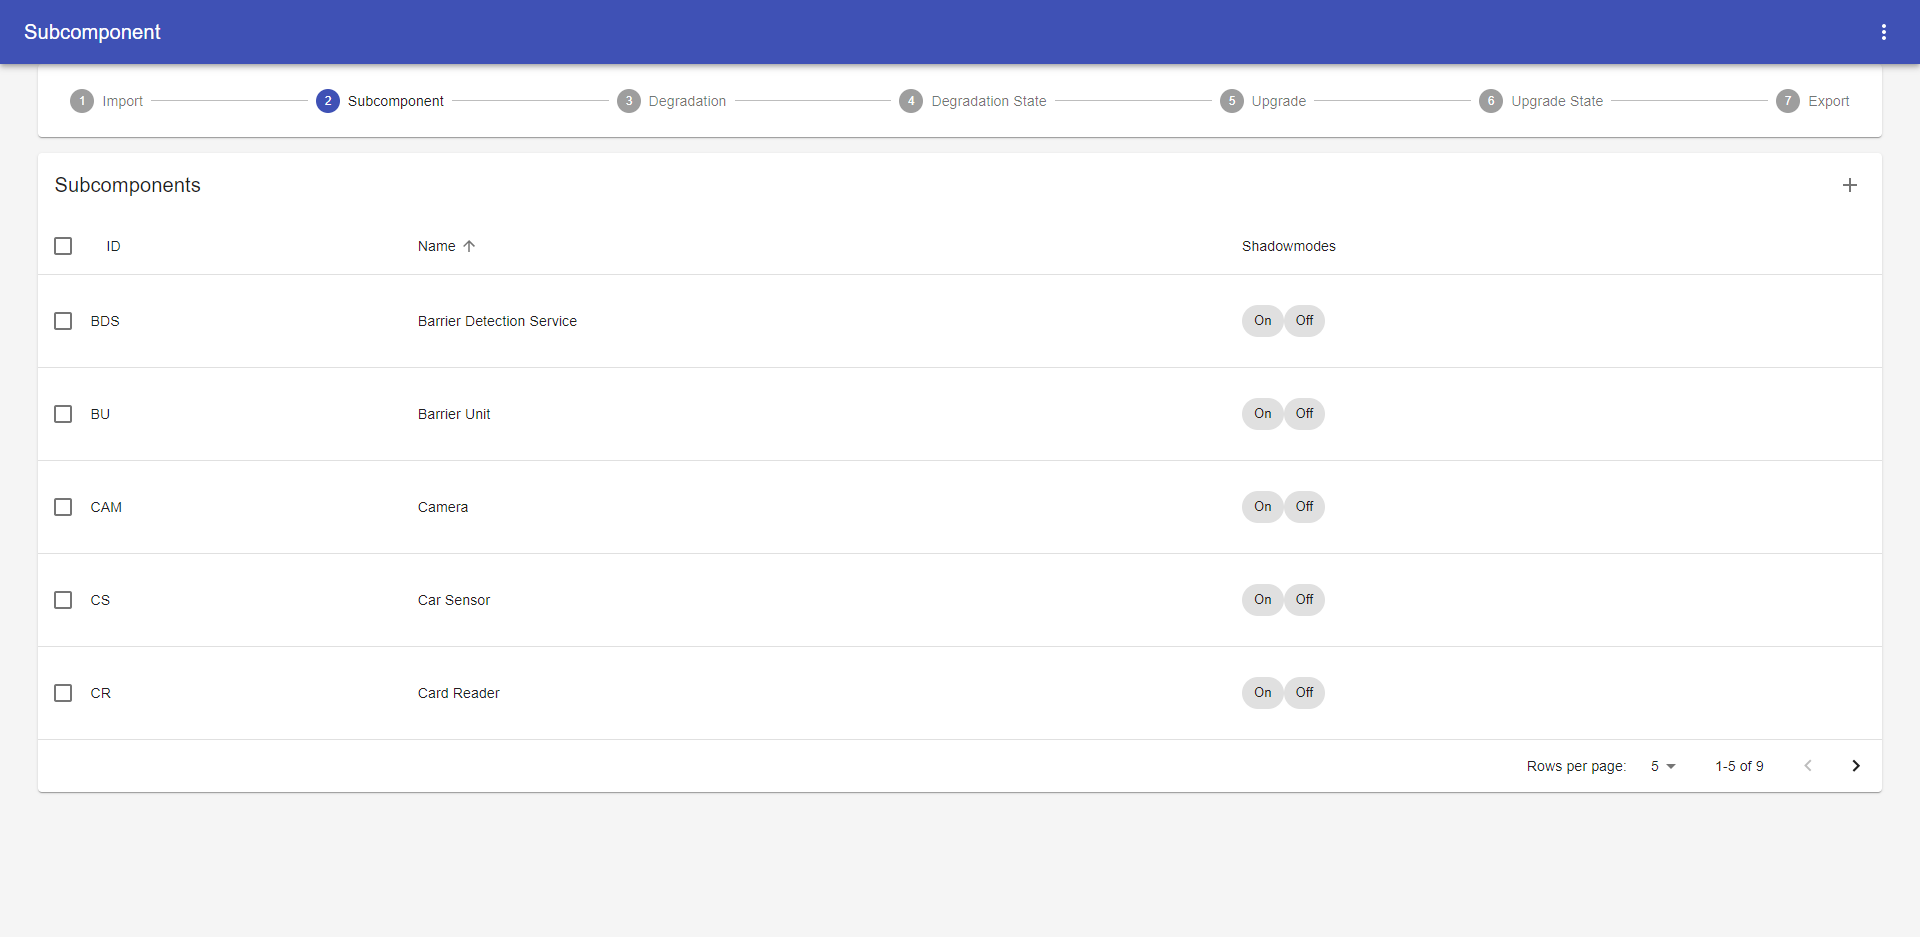 Subcomponent
1 Import 2 Subcomponent 3 Degradation 4 Degradation State 5 Upgrade 6 Upgrade State 7 Export
Subcomponents
ID Name Shadowmodes
BDS Barrier Detection Service On Off
BU Barrier Unit On Off
CAM Camera On Off
CS Car Sensor On Off
CR Card Reader On Off
Rows per page: 5 1-5 of 9